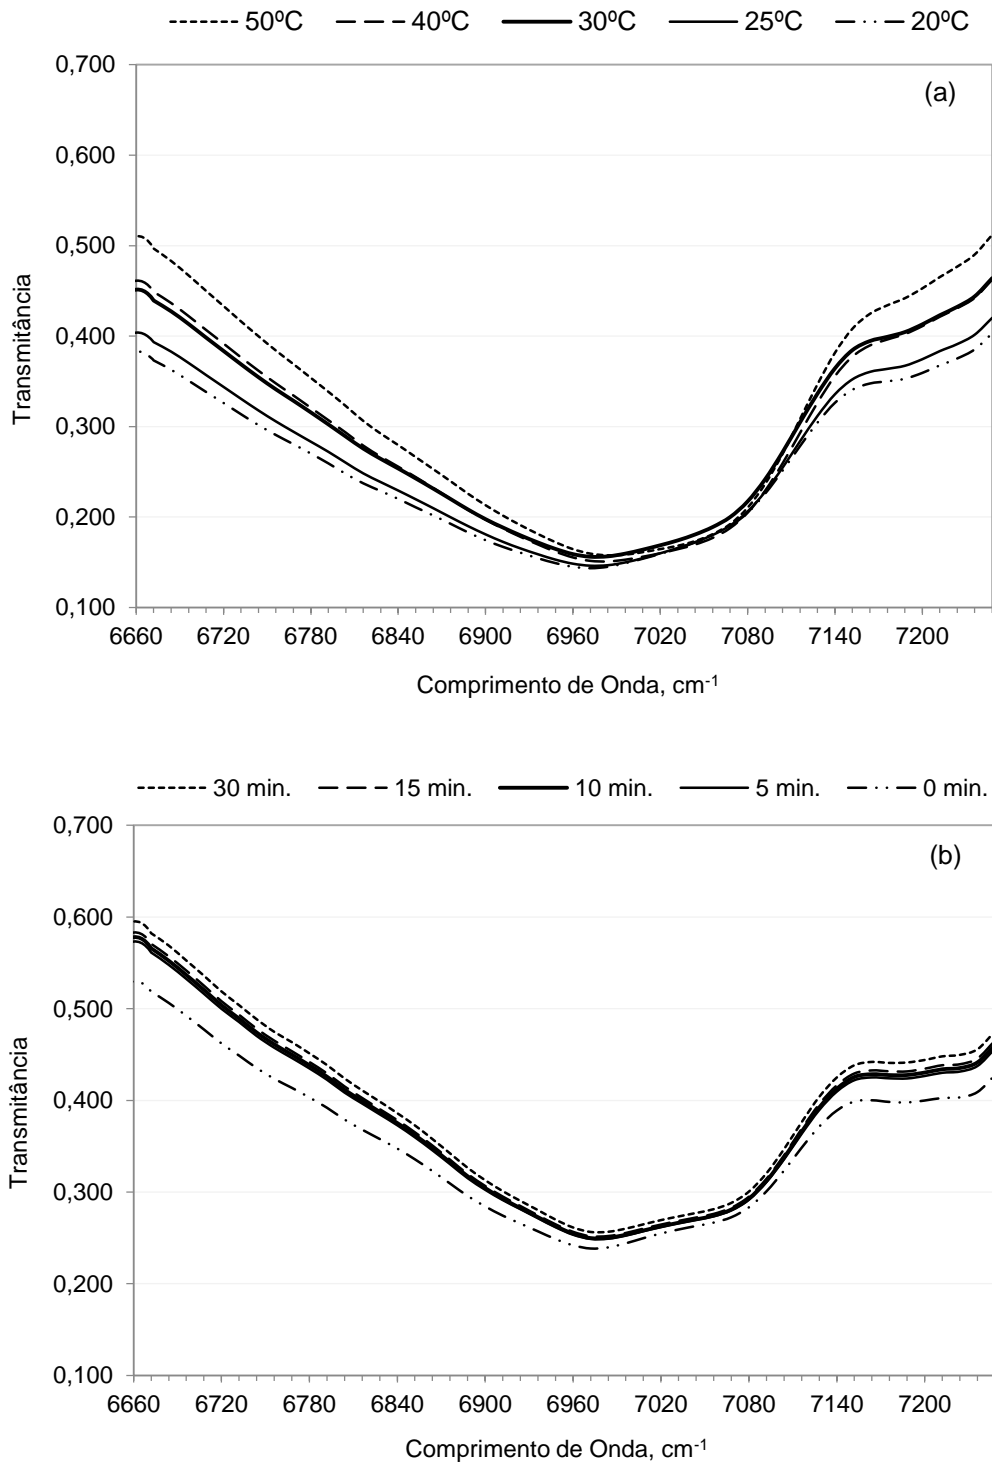 50ºC 40ºC 30ºC 25ºC 20ºC
0,700
(a)
0,600
0,500
0,400
0,300
0,200
0,100
Transmitância
6660 6720 6780 6840 6900 6960 7020 7080 7140 7200
Comprimento de Onda, cm-1
30 min. 15 min. 10 min. 5 min. 0 min.
0,700
(b)
0,600
0,500
0,400
0,300
0,200
0,100
Transmitância
6660 6720 6780 6840 6900 6960 7020 7080 7140 7200
Comprimento de Onda, cm-1